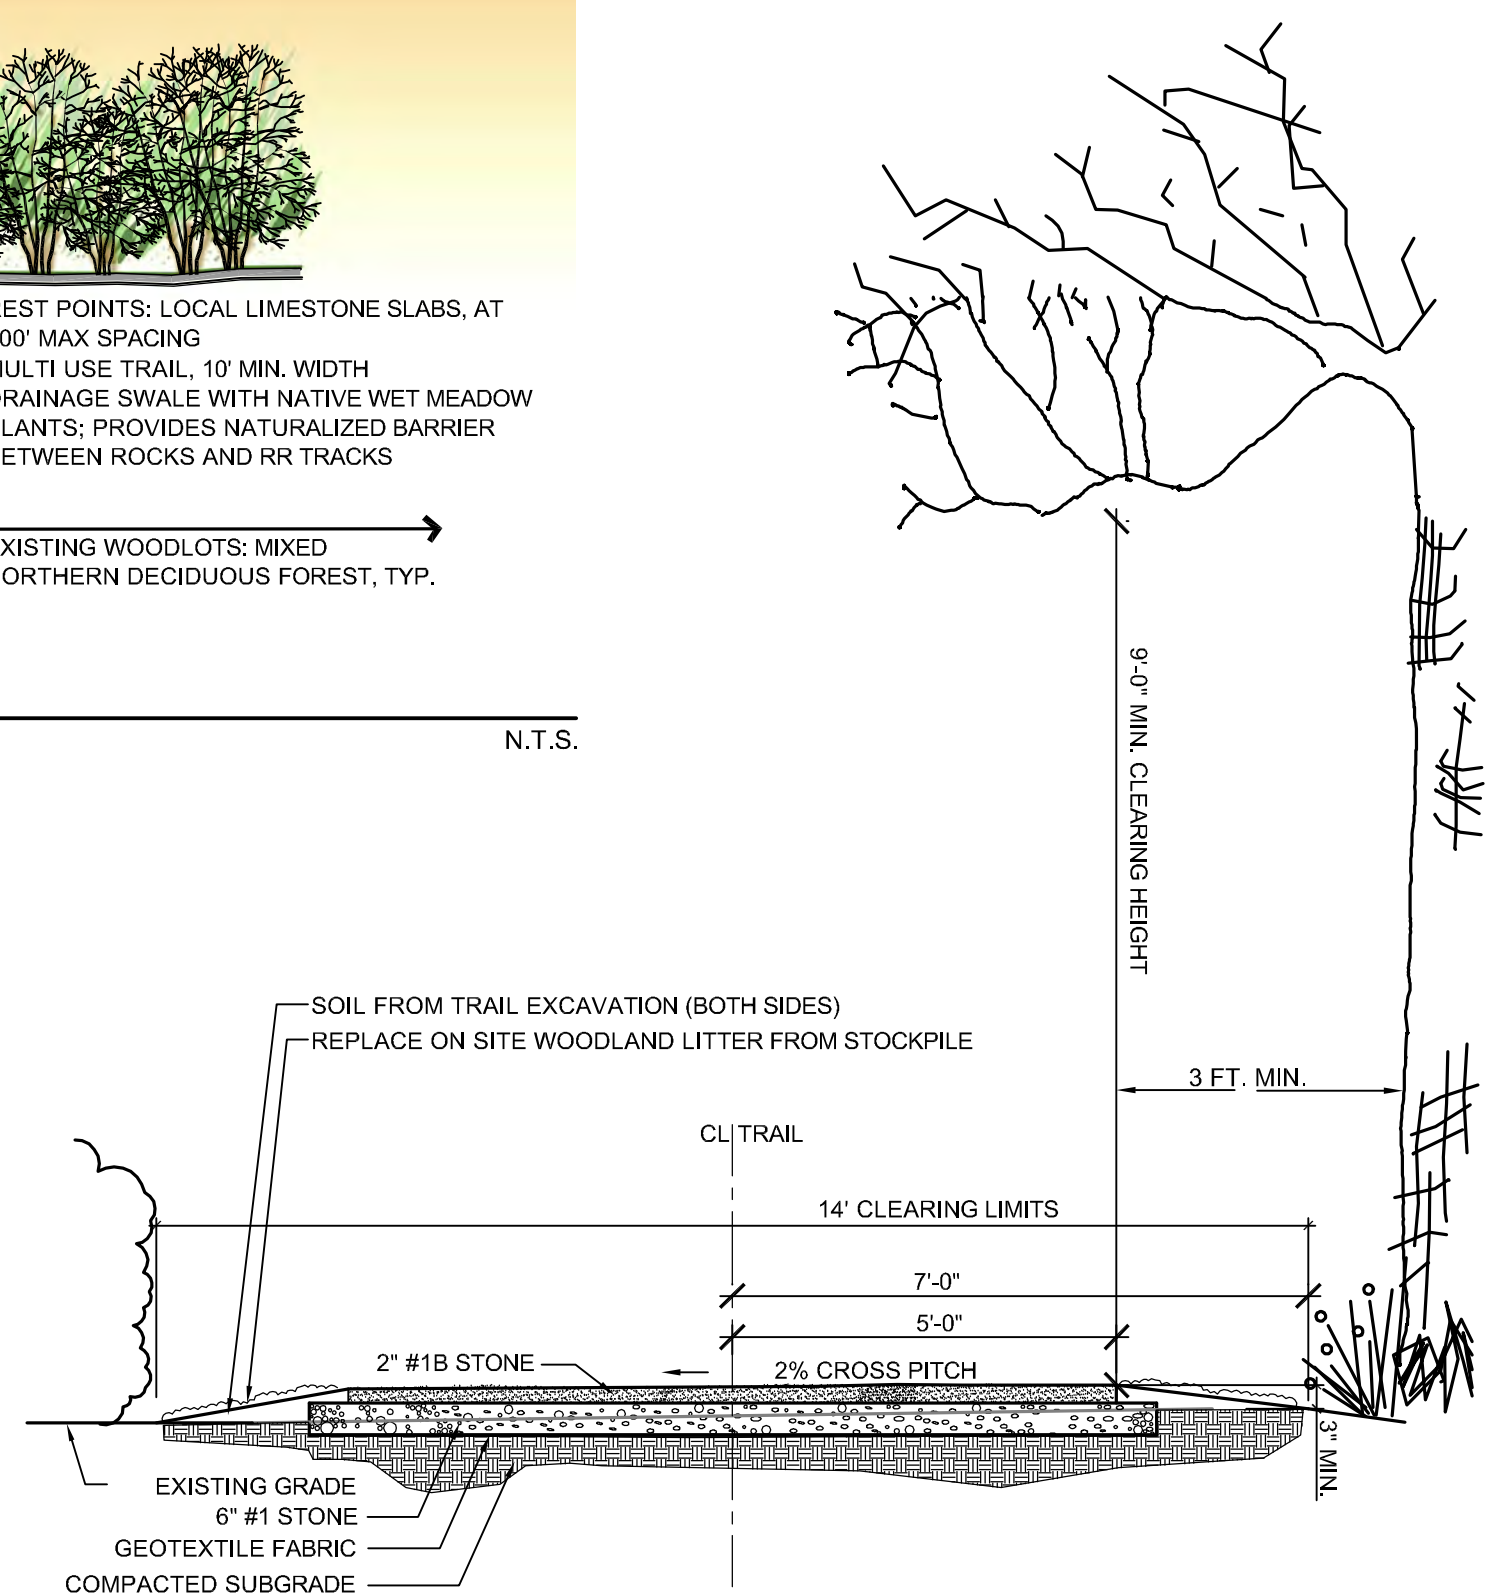 EST POINTS: LOCAL LIMESTONE SLABS, AT
00' MAX SPACING
ULTI USE TRAIL, 10' MIN. WIDTH
RAINAGE SWALE WITH NATIVE WET MEADOW
LANTS; PROVIDES NATURALIZED BARRIER
ETWEEN ROCKS AND RR TRACKS
XISTING WOODLOTS: MIXED
ORTHERN DECIDUOUS FOREST, TYP.
N.T.S.
9'-0" MIN. CLEARING HEIGHT
SOIL FROM TRAIL EXCAVATION (BOTH SIDES)
REPLACE ON SITE WOODLAND LITTER FROM STOCKPILE
3 FT. MIN.
CL TRAIL
14' CLEARING LIMITS
7'-0"
5'-0"
2" #1B STONE
2% CROSS PITCH
3" MIN.
EXISTING GRADE
6" #1 STONE
GEOTEXTILE FABRIC
COMPACTED SUBGRADE